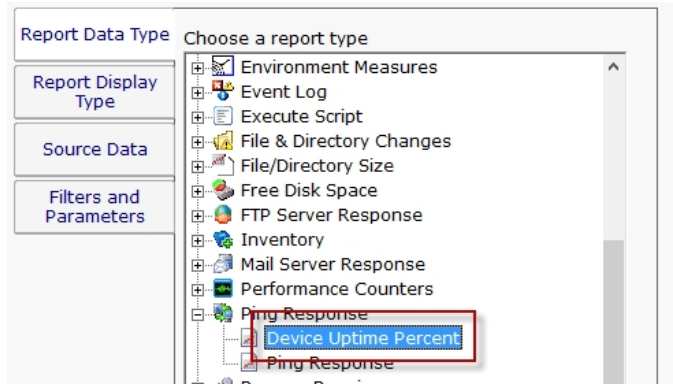 Report Data Type
Choose a report type
Report Display
Type
Source Data
Filters and
Parameters
Environment Measures
Event Log
Execute Script
File & Directory Changes
File/Directory Size
Free Disk Space
FTP Server Response
Inventory
Mail Server Response
Performance Counters
Ping Response
Device Uptime Percent
Ping Response